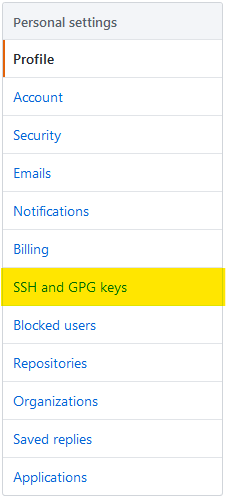 Personal settings
Profile
Account
Security
Emails
Notifications
Billing
SSH and GPG keys
Blocked users
Repositories
Organizations
Saved replies
Applications